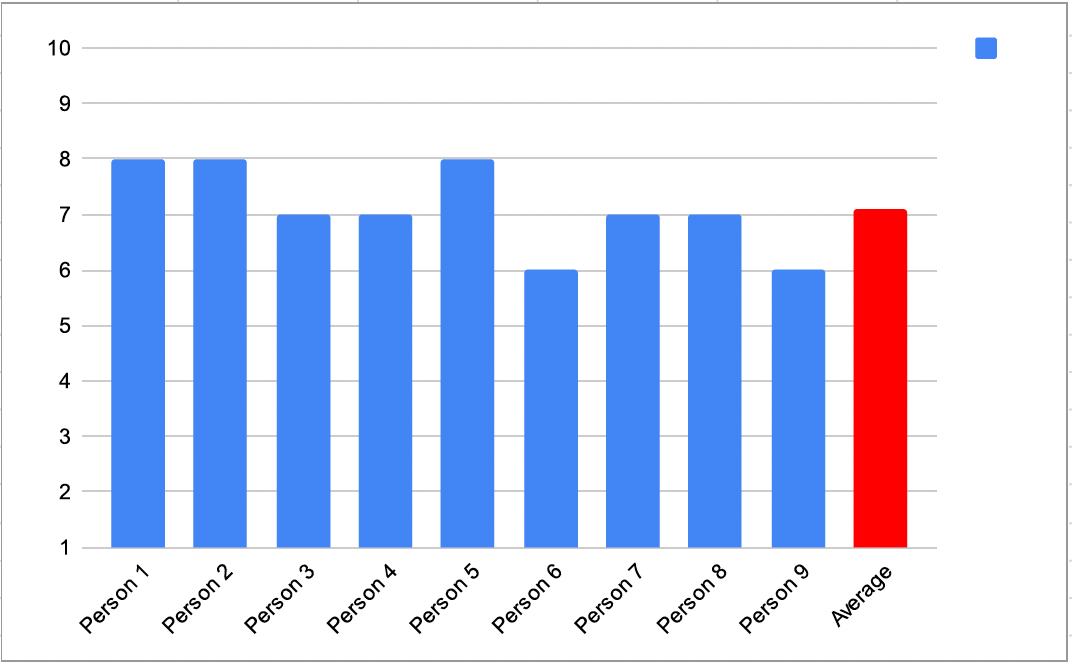 10
9
8
7
6
5
4
3
2
1
Person 1
Person 2
Person 3
Person 4
Person 5
Person 6
Person 7
Person 8
Person 9
Average